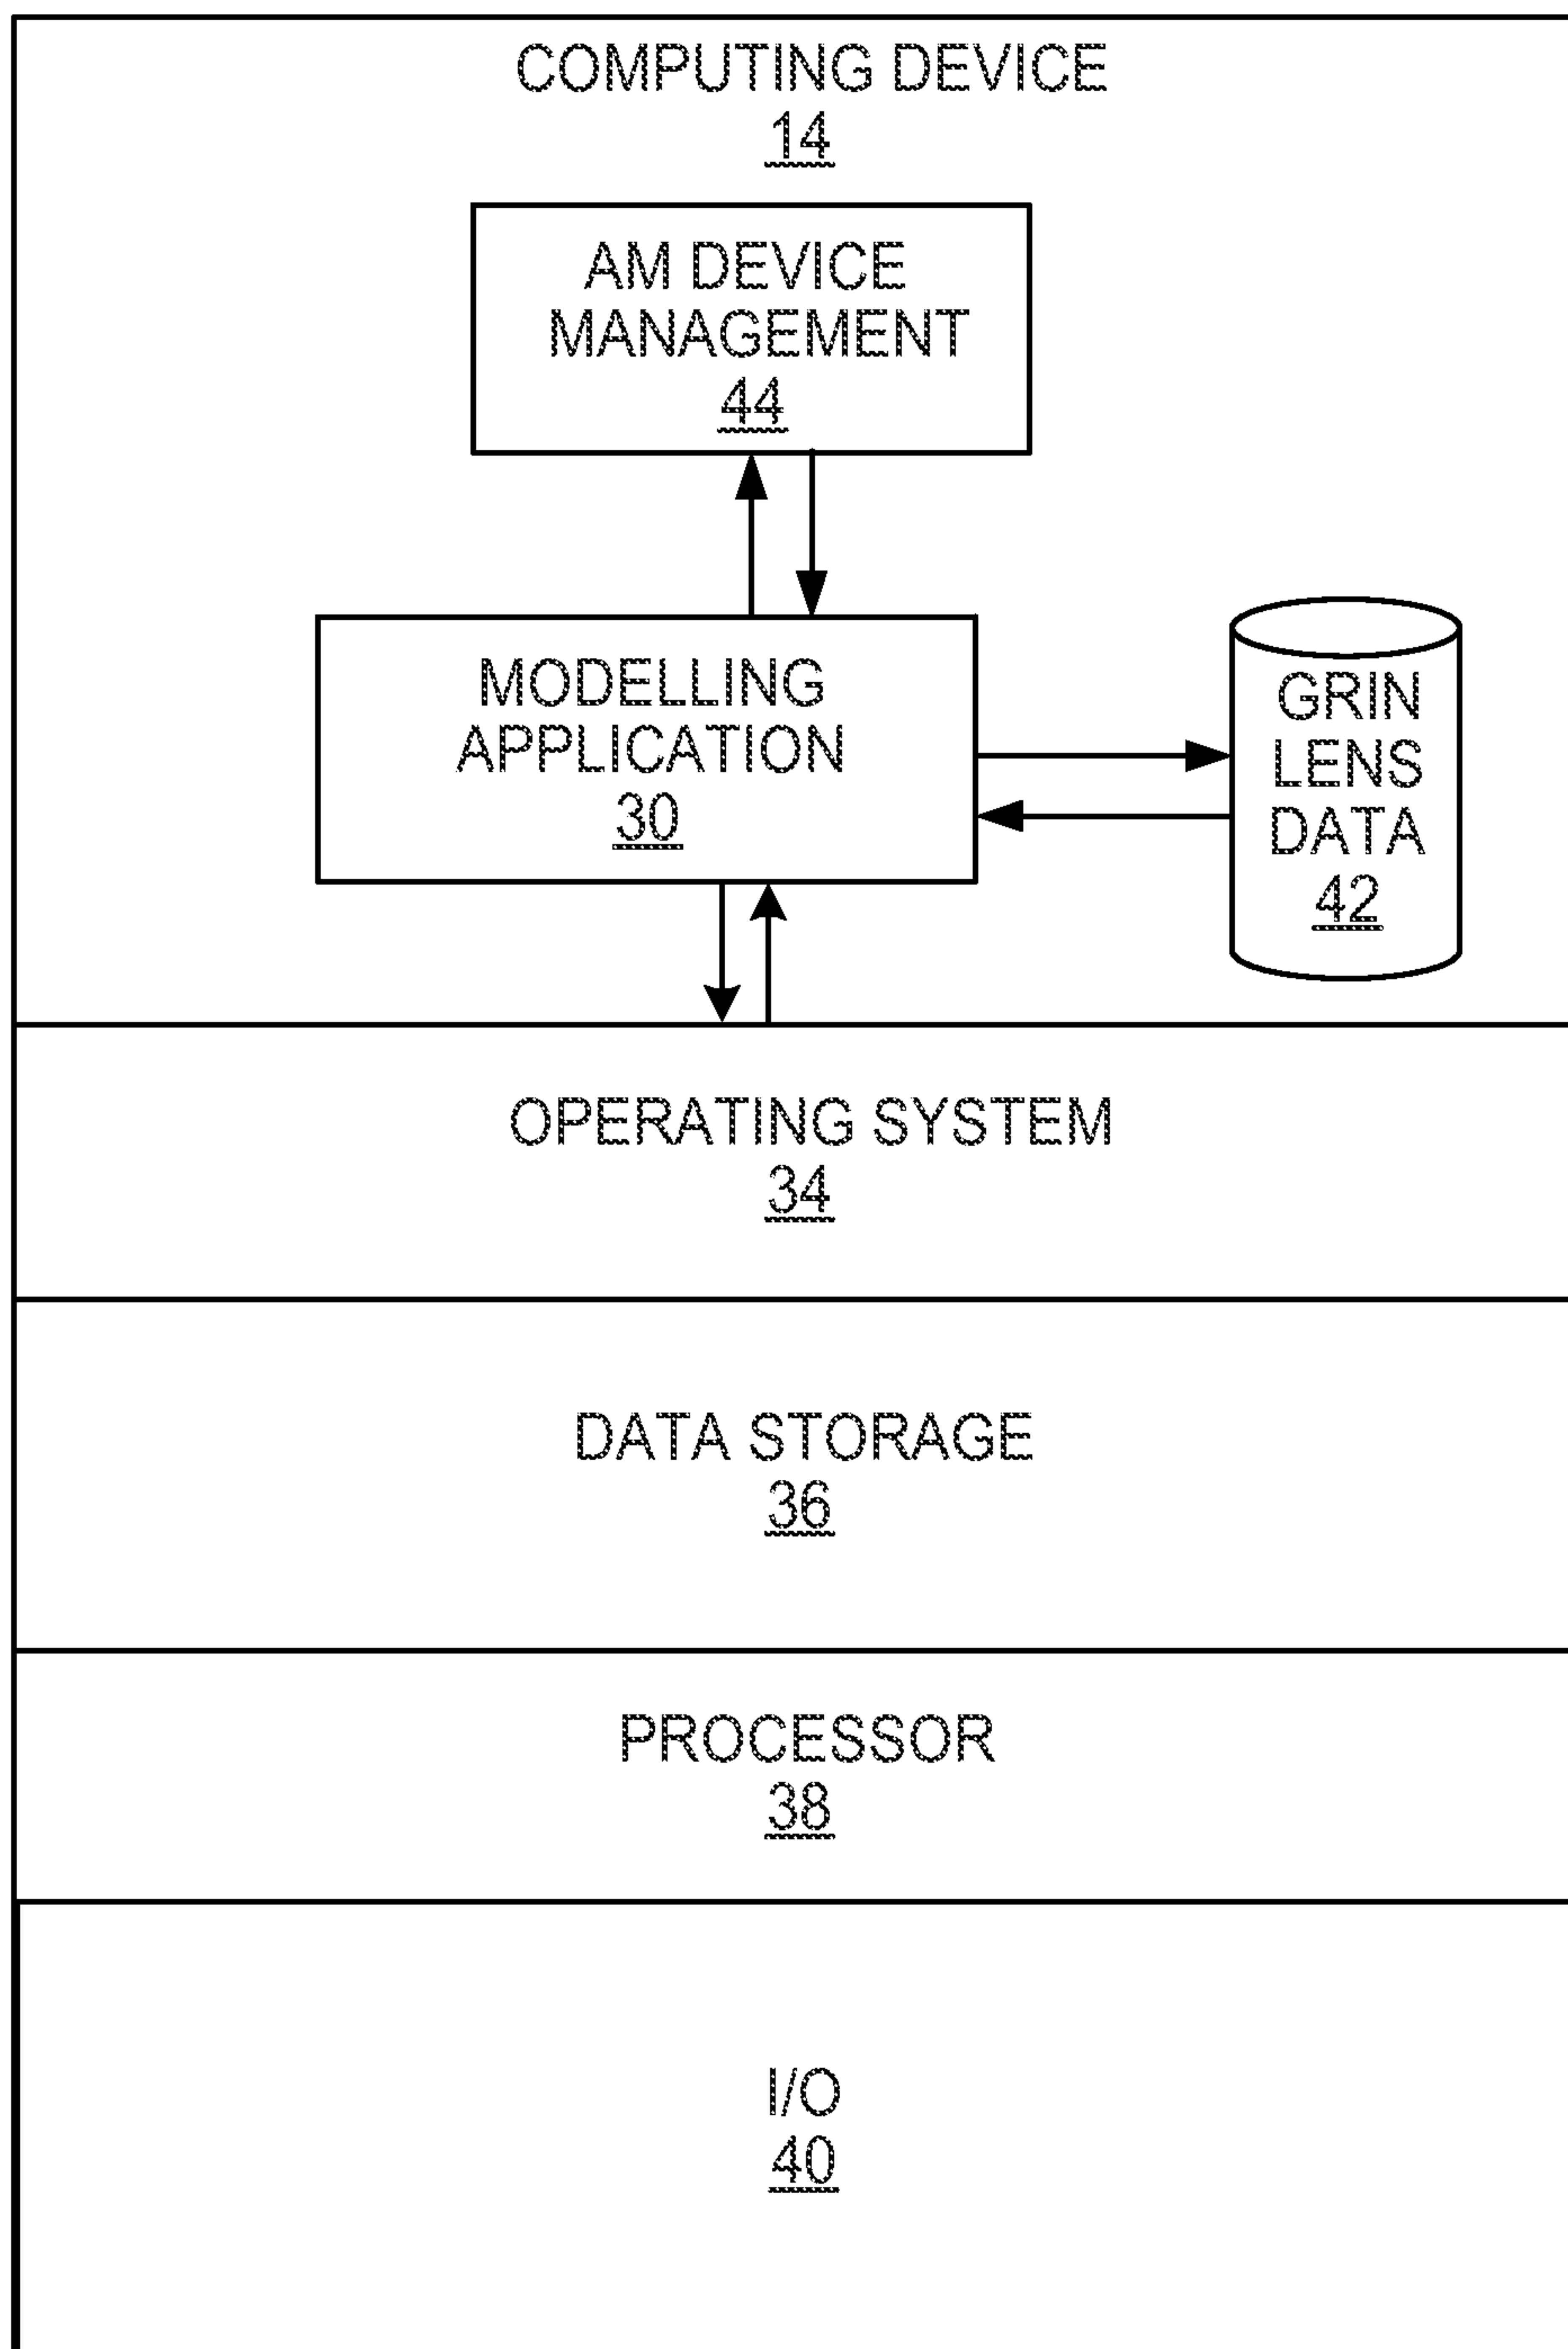 COMPUTING DEVICE
14
AM DEVICE
MANAGEMENT
44
MODELLING
APPLICATION
30
GRIN
LENS
DATA
42
OPERATING SYSTEM
34
DATA STORAGE
36
PROCESSOR
38
I/O
40